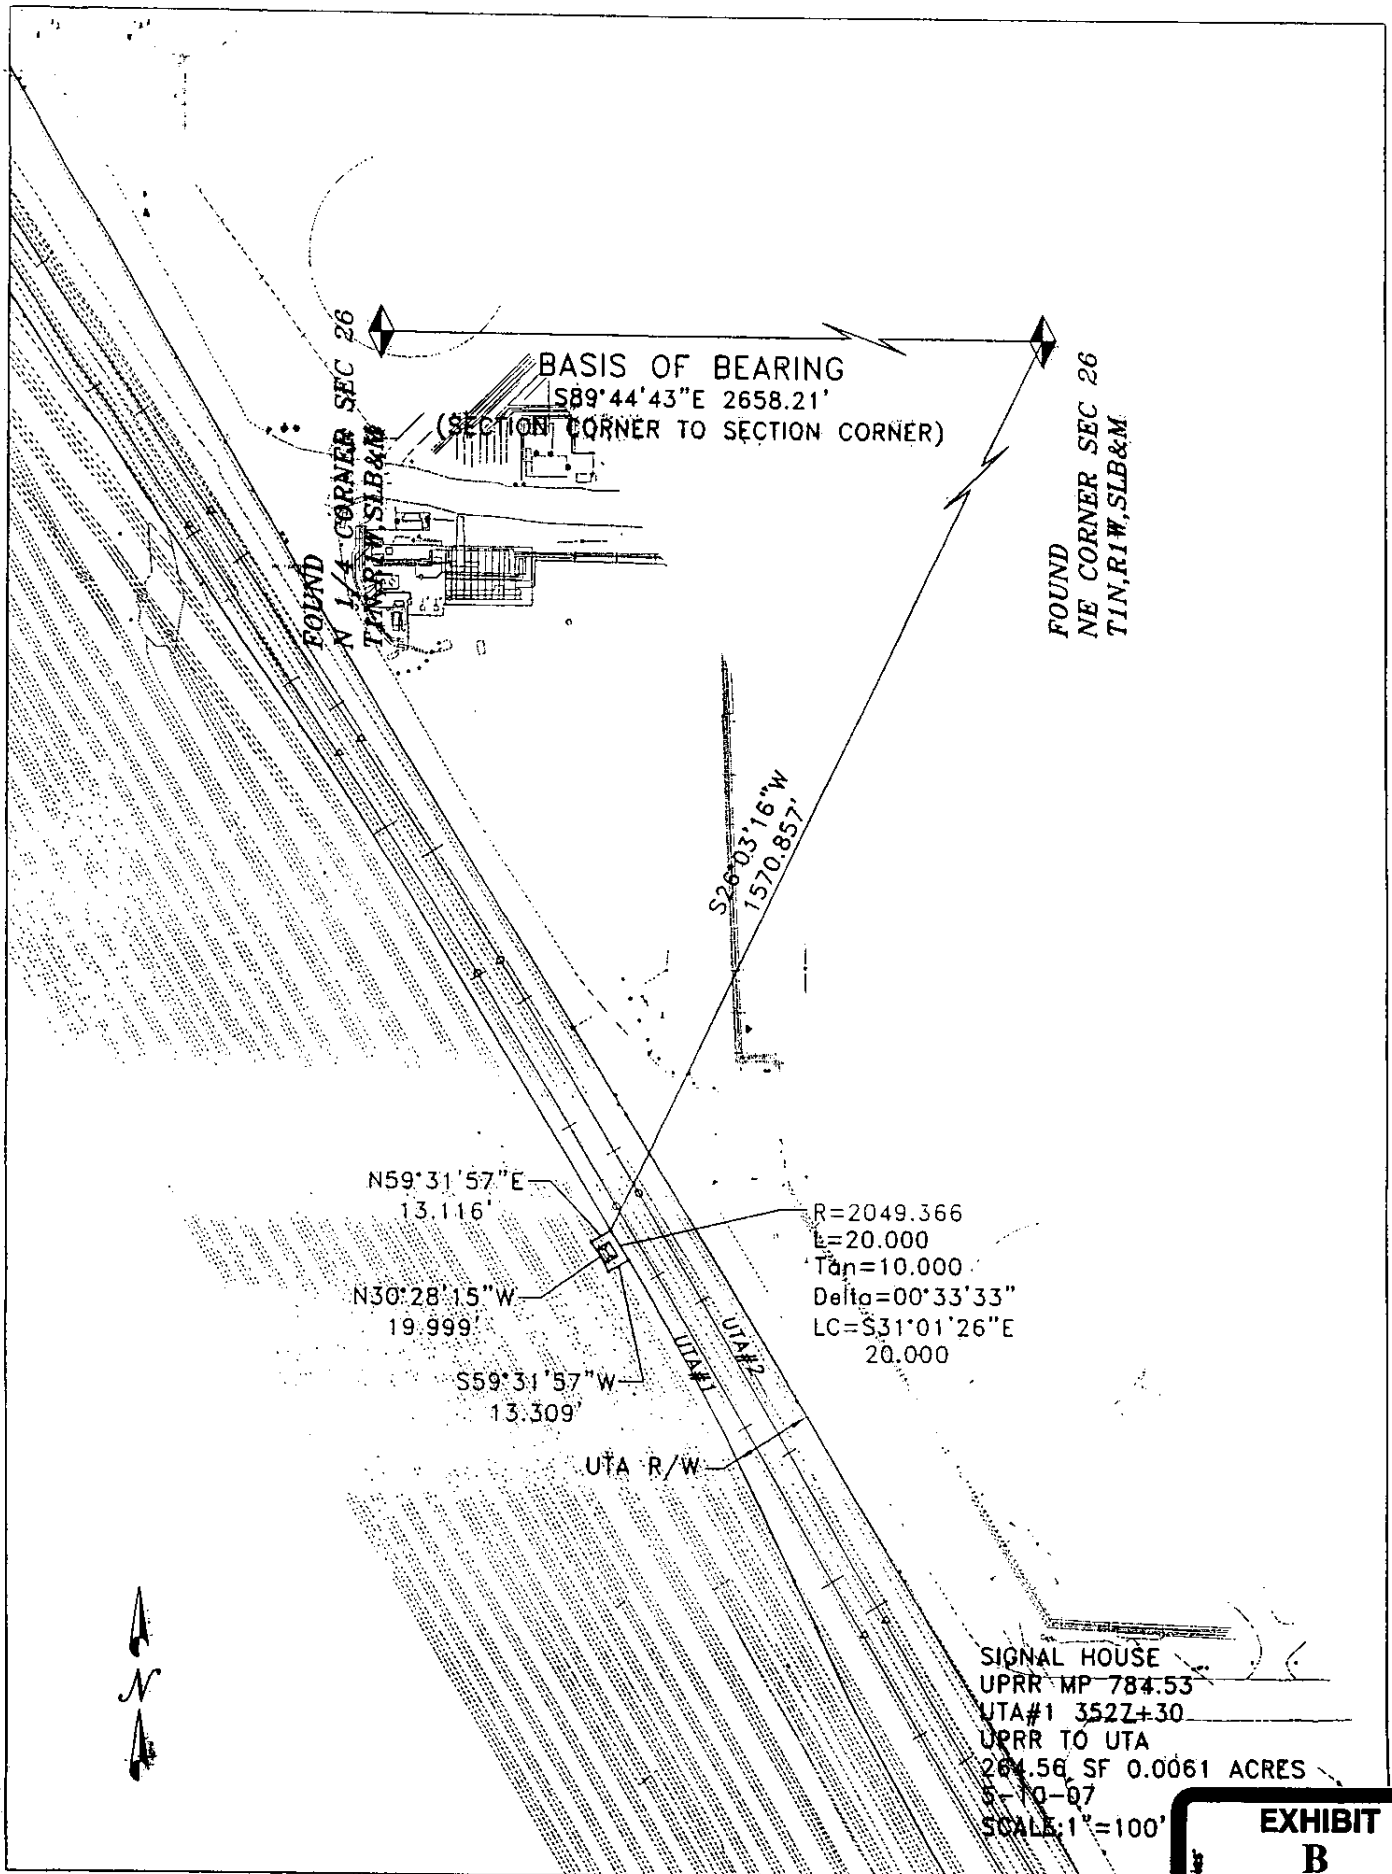 FOUND
N 1/4 CORNER SEC 26
T1N,R1W,SLB&M
BASIS OF BEARING
S89°44'43"E 2658.21'
(SECTION CORNER TO SECTION CORNER)
FOUND
NE CORNER SEC 26
T1N,R1W,SLB&M
S26°03'16"W
1570.857'
N59°31'57"E
13.116'
N30°28'15"W
19.999'
S59°31'57"W
13.309'
R=2049.366
L=20.000
Tan=10.000
Delta=00°33'33"
LC=S31°01'26"E
20.000
UTA#1
UTA#2
UTA R/W
N
SIGNAL HOUSE
UPRR MP 784.53
UTA#1 3527+30
UPRR TO UTA
264.56 SF 0.0061 ACRES
5-10-07
SCALE:1"=100'
EXHIBIT
B